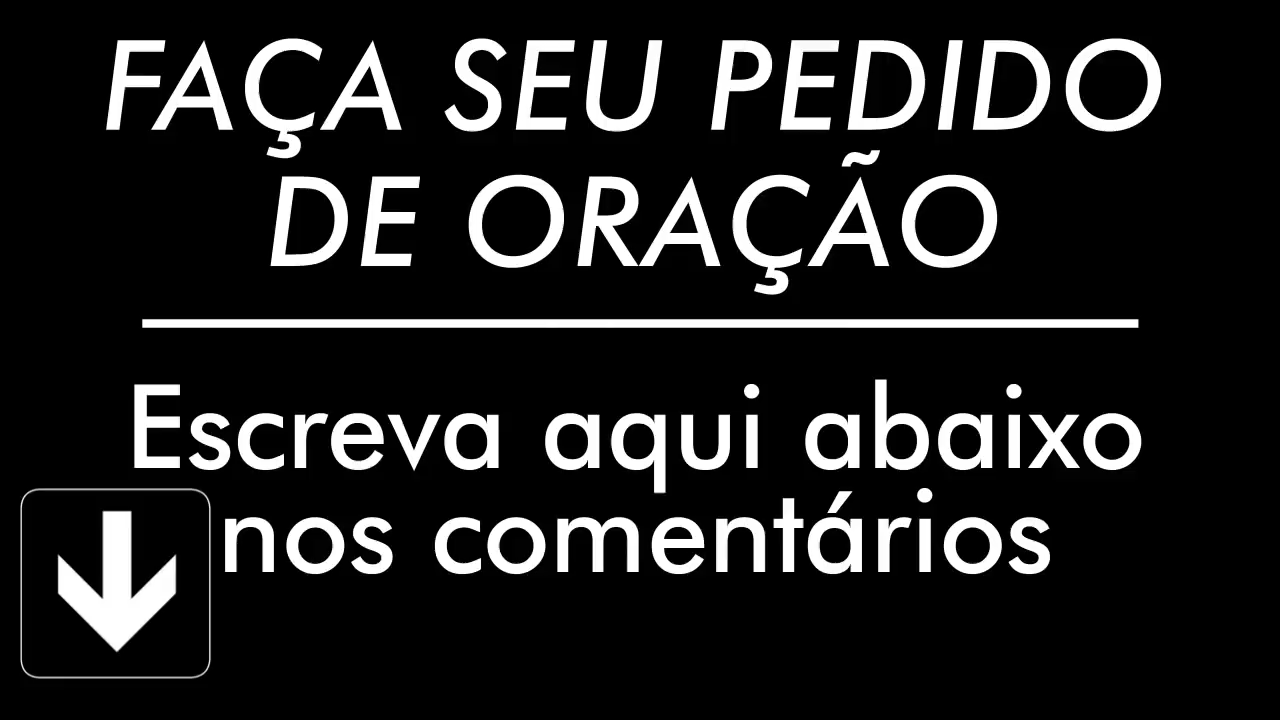 FAÇA SEU PEDIDO
DE ORAÇÃO
Escreva aqui abaixo
nos comentários